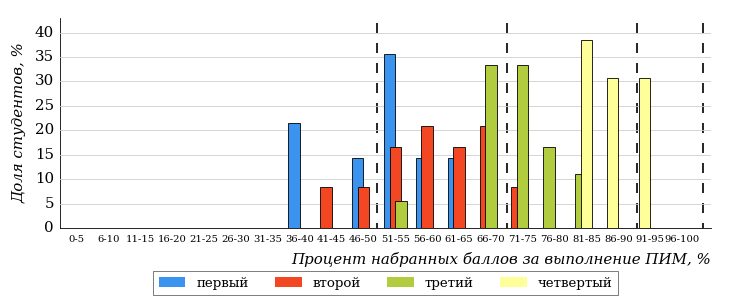 Доля студентов, %
40
35
30
25
20
15
10
5
0
0-5 6-10 11-15 16-20 21-25 26-30 31-35 36-40 41-45 46-50 51-55 56-60 61-65 66-70 71-75 76-80 81-85 86-90 91-95 96-100
Процент набранных баллов за выполнение ПИМ, %
первый второй третий четвертый